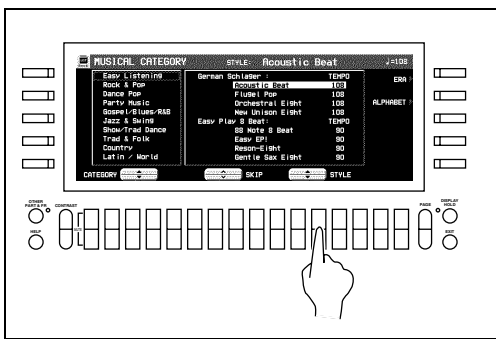 MUSICAL CATEGORY STYLE: Acoustic Beat ♩=108
Easy Listening
Rock & Pop
Dance Pop
Party Music
Gospel/Blues/R&B
Jazz & Swing
Show/Trad Dance
Trad & Folk
Country
Latin / World
German Schlager : TEMPO
Acoustic Beat 108
Flugel Pop 108
Orchestral Eight 108
New Unison Eight 108
Easy Play 8 Beat: TEMPO
88 Note 8 Beat 90
Easy EP! 90
Reson-Eight 90
Gentle Sax Eight 90
ERA
ALPHABET
CATEGORY SKIP STYLE
OTHER PART & FR
CONTRAST
HELP
PAGE
DISPLAY HOLD
EXIT